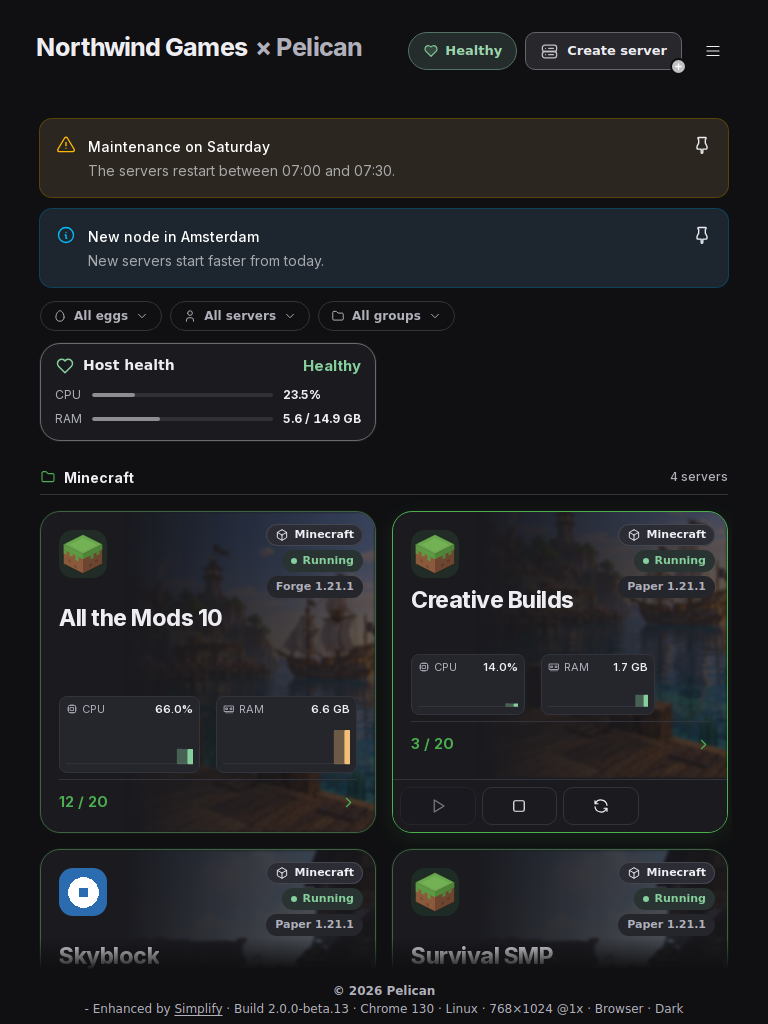 Northwind Games × Pelican
Healthy
Create server
Maintenance on Saturday
The servers restart between 07:00 and 07:30.
New node in Amsterdam
New servers start faster from today.
All eggs
All servers
All groups
Host health
Healthy
CPU
23.5%
RAM
5.6 / 14.9 GB
Minecraft
4 servers
Minecraft
Running
Forge 1.21.1
All the Mods 10
CPU
66.0%
RAM
6.6 GB
12 / 20
Minecraft
Running
Paper 1.21.1
Creative Builds
CPU
14.0%
RAM
1.7 GB
3 / 20
Minecraft
Running
Paper 1.21.1
Skyblock
Minecraft
Running
Paper 1.21.1
Survival SMP
© 2026 Pelican
- Enhanced by Simplify · Build 2.0.0-beta.13 · Chrome 130 · Linux · 768×1024 @1x · Browser · Dark